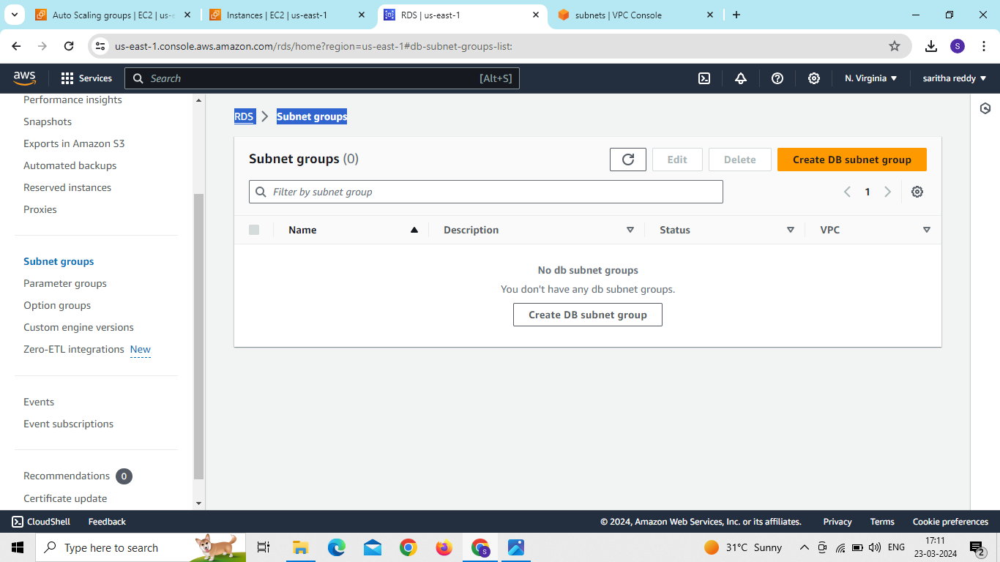 Auto Scaling groups | EC2 | us-e
Instances | EC2 | us-east-1
RDS | us-east-1
subnets | VPC Console
us-east-1.console.aws.amazon.com/rds/home?region=us-east-1#db-subnet-groups-list:
S
aws
Services
Search
[Alt+S]
N. Virginia
saritha reddy
Performance insights
Snapshots
Exports in Amazon S3
Automated backups
Reserved instances
Proxies
Subnet groups
Parameter groups
Option groups
Custom engine versions
Zero-ETL integrations New
Events
Event subscriptions
Recommendations 0
Certificate update
RDS > Subnet groups
Subnet groups (0)
Edit
Delete
Create DB subnet group
Filter by subnet group
1
Name
Description
Status
VPC
No db subnet groups
You don't have any db subnet groups.
Create DB subnet group
CloudShell
Feedback
© 2024, Amazon Web Services, Inc. or its affiliates.
Privacy
Terms
Cookie preferences
Type here to search
S
31°C Sunny
ENG
17:11
23-03-2024
2